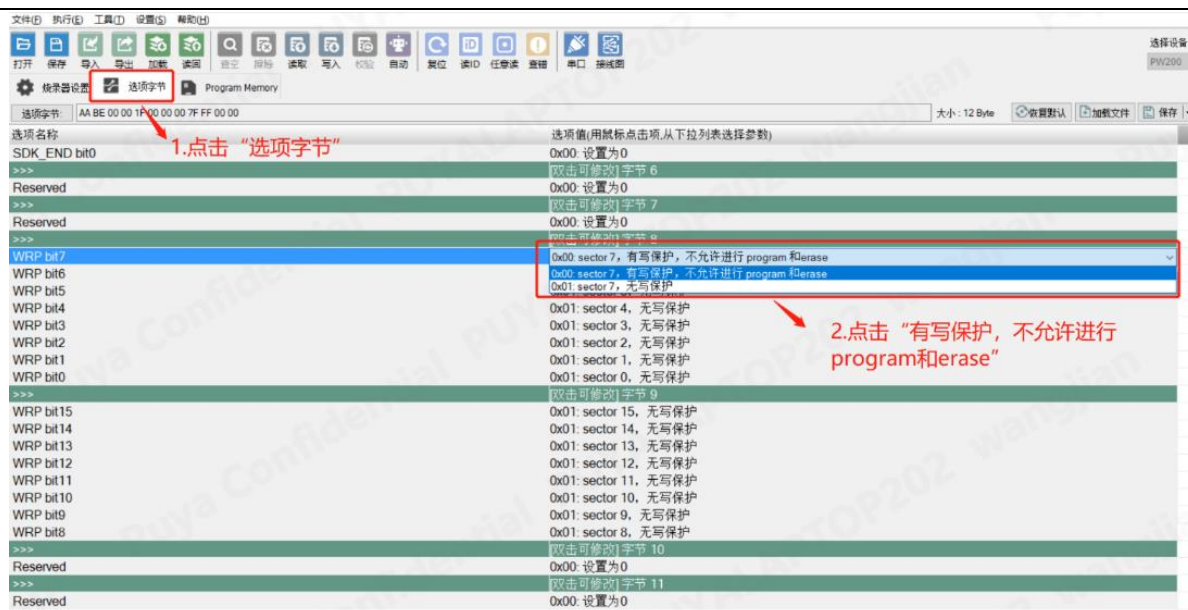 文件(F) 执行(E) 工具(I) 设置(S) 帮助(H)
打开 保存 导入 导出 加载 读回 查空 擦除 读取 写入 校验 自动 复位 读ID 任意读 查错 串口 接线图
选择设备
PW200
烧录器设置 选项字节 Program Memory
选项字节: AA BE 00 00 1F 00 00 00 7F FF 00 00 大小 : 12 Byte 恢复默认 加载文件 保存
选项名称 选项值(用鼠标点击项,从下拉列表选择参数)
1.点击“选项字节”
SDK_END bit0 0x00: 设置为0
>>> [双击可修改] 字节 6
Reserved 0x00: 设置为0
>>> [双击可修改] 字节 7
Reserved 0x00: 设置为0
>>> [双击可修改] 字节 8
WRP bit7 0x00: sector 7，有写保护，不允许进行 program 和erase
WRP bit6 0x00: sector 7，有写保护，不允许进行 program 和erase
WRP bit5 0x01: sector 7，无写保护
WRP bit4 0x01: sector 4，无写保护
WRP bit3 0x01: sector 3，无写保护
WRP bit2 0x01: sector 2，无写保护
WRP bit1 0x01: sector 1，无写保护
WRP bit0 0x01: sector 0，无写保护
2.点击“有写保护，不允许进行
program和erase”
>>> [双击可修改] 字节 9
WRP bit15 0x01: sector 15，无写保护
WRP bit14 0x01: sector 14，无写保护
WRP bit13 0x01: sector 13，无写保护
WRP bit12 0x01: sector 12，无写保护
WRP bit11 0x01: sector 11，无写保护
WRP bit10 0x01: sector 10，无写保护
WRP bit9 0x01: sector 9，无写保护
WRP bit8 0x01: sector 8，无写保护
>>> [双击可修改] 字节 10
Reserved 0x00: 设置为0
>>> [双击可修改] 字节 11
Reserved 0x00: 设置为0
Puya Confidential PUYALAPTOP202 wangjian